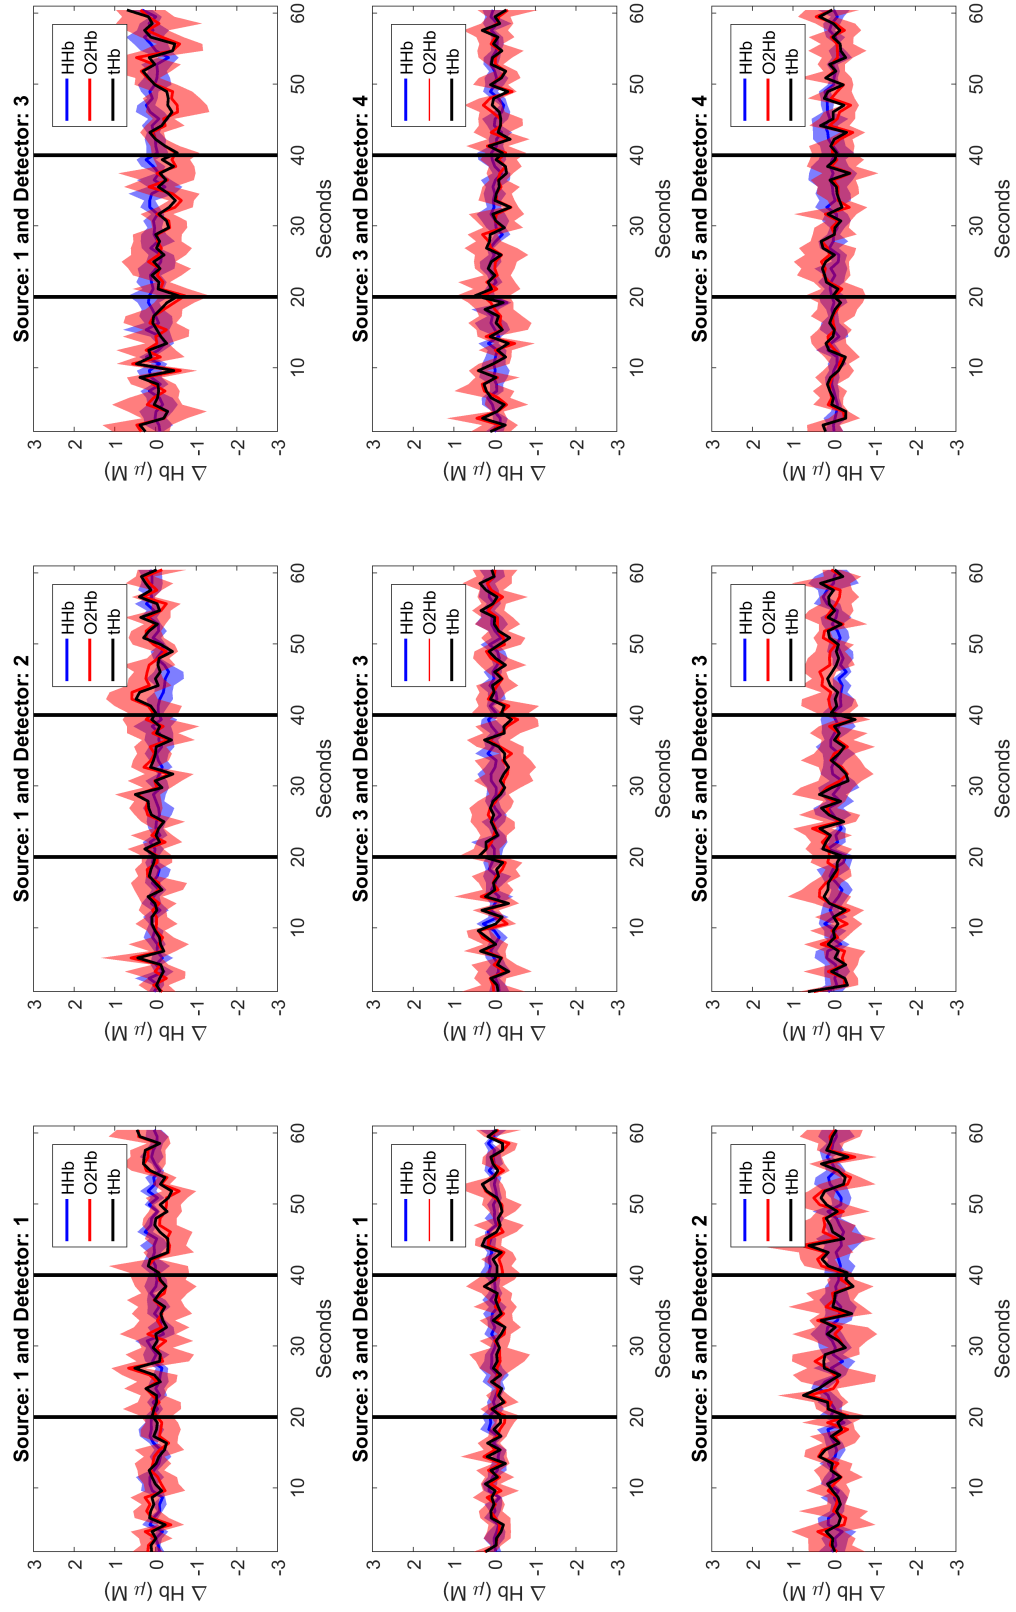 Source: 1 and Detector: 1
Δ Hb (μ M)
3
2
1
0
-1
-2
-3
HHb
O2Hb
tHb
10 20 30 40 50 60
Seconds
Source: 1 and Detector: 2
Δ Hb (μ M)
3
2
1
0
-1
-2
-3
HHb
O2Hb
tHb
10 20 30 40 50 60
Seconds
Source: 1 and Detector: 3
Δ Hb (μ M)
3
2
1
0
-1
-2
-3
HHb
O2Hb
tHb
10 20 30 40 50 60
Seconds
Source: 3 and Detector: 1
Δ Hb (μ M)
3
2
1
0
-1
-2
-3
HHb
O2Hb
tHb
10 20 30 40 50 60
Seconds
Source: 3 and Detector: 3
Δ Hb (μ M)
3
2
1
0
-1
-2
-3
HHb
O2Hb
tHb
10 20 30 40 50 60
Seconds
Source: 3 and Detector: 4
Δ Hb (μ M)
3
2
1
0
-1
-2
-3
HHb
O2Hb
tHb
10 20 30 40 50 60
Seconds
Source: 5 and Detector: 2
Δ Hb (μ M)
3
2
1
0
-1
-2
-3
HHb
O2Hb
tHb
10 20 30 40 50 60
Seconds
Source: 5 and Detector: 3
Δ Hb (μ M)
3
2
1
0
-1
-2
-3
HHb
O2Hb
tHb
10 20 30 40 50 60
Seconds
Source: 5 and Detector: 4
Δ Hb (μ M)
3
2
1
0
-1
-2
-3
HHb
O2Hb
tHb
10 20 30 40 50 60
Seconds